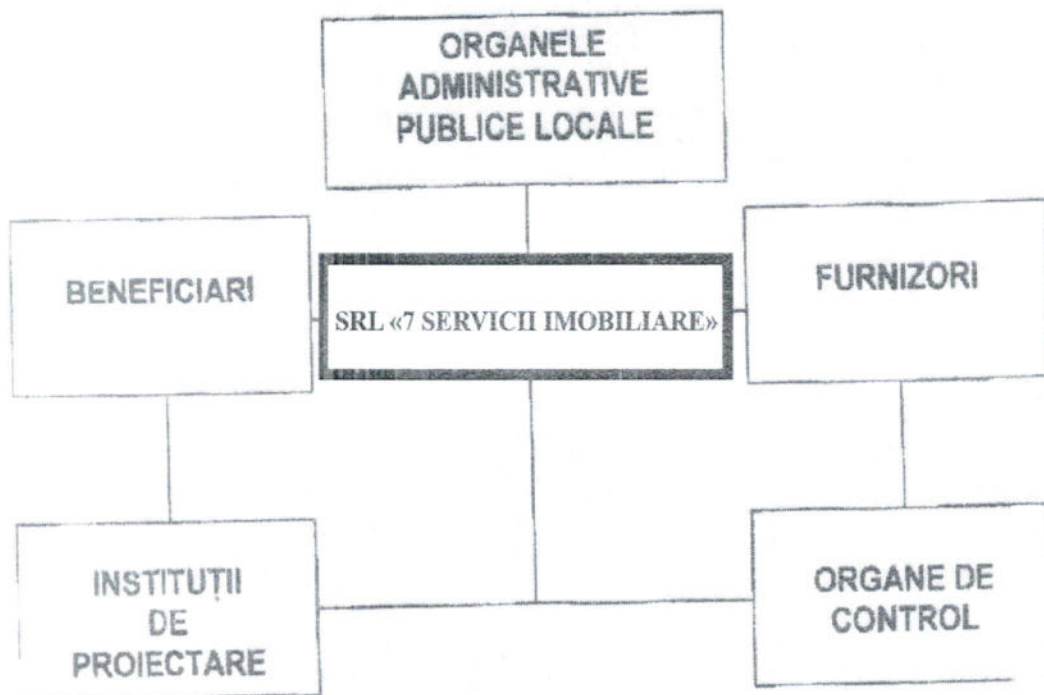 ORGANELE
ADMINISTRATIVE
PUBLICE LOCALE
BENEFICIARI
SRL «7 SERVICII IMOBILIARE»
FURNIZORI
INSTITUȚII
DE
PROIECTARE
ORGANE DE
CONTROL